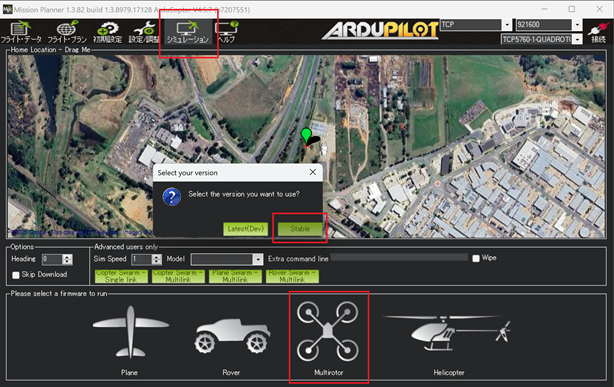 Mission Planner 1.3.82 build 1.3.8979.17128 ArduCopter V4.5.7 (
7207551)
フライト・データ フライト・プラン 初期設定 設定/調整 シミュレーション ヘルプ
ARDUPILOT
TCP 921600
TCP5760-1-QUADROT
接続
Home Location - Drag Me
Select your version
Select the version you want to use?
Latest(Dev) Stable
Options
Heading 0
Skip Download
Advanced users only
Sim Speed 1 Model Extra command line Wipe
Copter Swarm - Single link
Copter Swarm - Multilink
Plane Swarm - Multilink
Rover Swarm - Multilink
Please select a firmware to run
Plane Rover Multirotor Helicopter